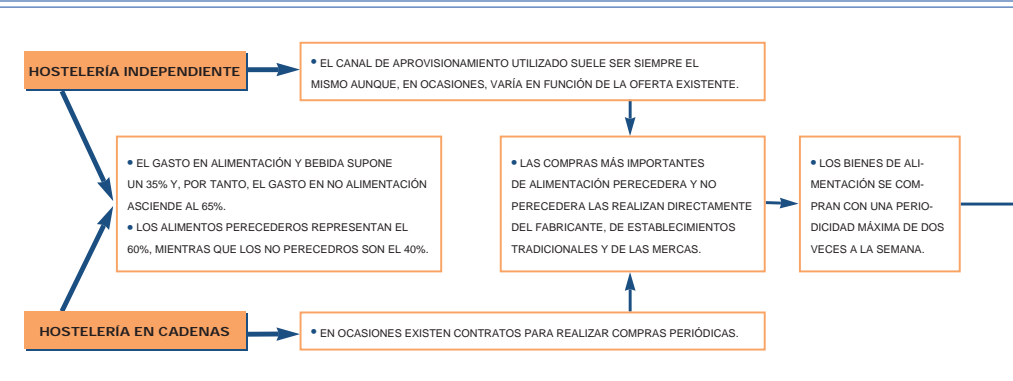 HOSTELERÍA INDEPENDIENTE
• EL CANAL DE APROVISIONAMIENTO UTILIZADO SUELE SER SIEMPRE EL
MISMO AUNQUE, EN OCASIONES, VARÍA EN FUNCIÓN DE LA OFERTA EXISTENTE.
• EL GASTO EN ALIMENTACIÓN Y BEBIDA SUPONE
UN 35% Y, POR TANTO, EL GASTO EN NO ALIMENTACIÓN
ASCIENDE AL 65%.
• LOS ALIMENTOS PERECEDEROS REPRESENTAN EL
60%, MIENTRAS QUE LOS NO PERECEDROS SON EL 40%.
• LAS COMPRAS MÁS IMPORTANTES
DE ALIMENTACIÓN PERECEDERA Y NO
PERECEDERA LAS REALIZAN DIRECTAMENTE
DEL FABRICANTE, DE ESTABLECIMIENTOS
TRADICIONALES Y DE LAS MERCAS.
• LOS BIENES DE ALI-
MENTACIÓN SE COM-
PRAN CON UNA PERIO-
DICIDAD MÁXIMA DE DOS
VECES A LA SEMANA.
HOSTELERÍA EN CADENAS
• EN OCASIONES EXISTEN CONTRATOS PARA REALIZAR COMPRAS PERIÓDICAS.